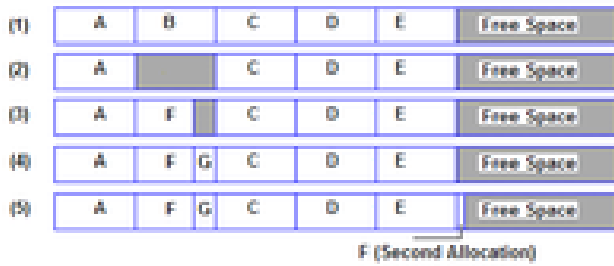 (1) A B C D E Free Space
(2) A C D E Free Space
(3) A F C D E Free Space
(4) A F G C D E Free Space
(5) A F G C D E Free Space
F (Second Allocation)